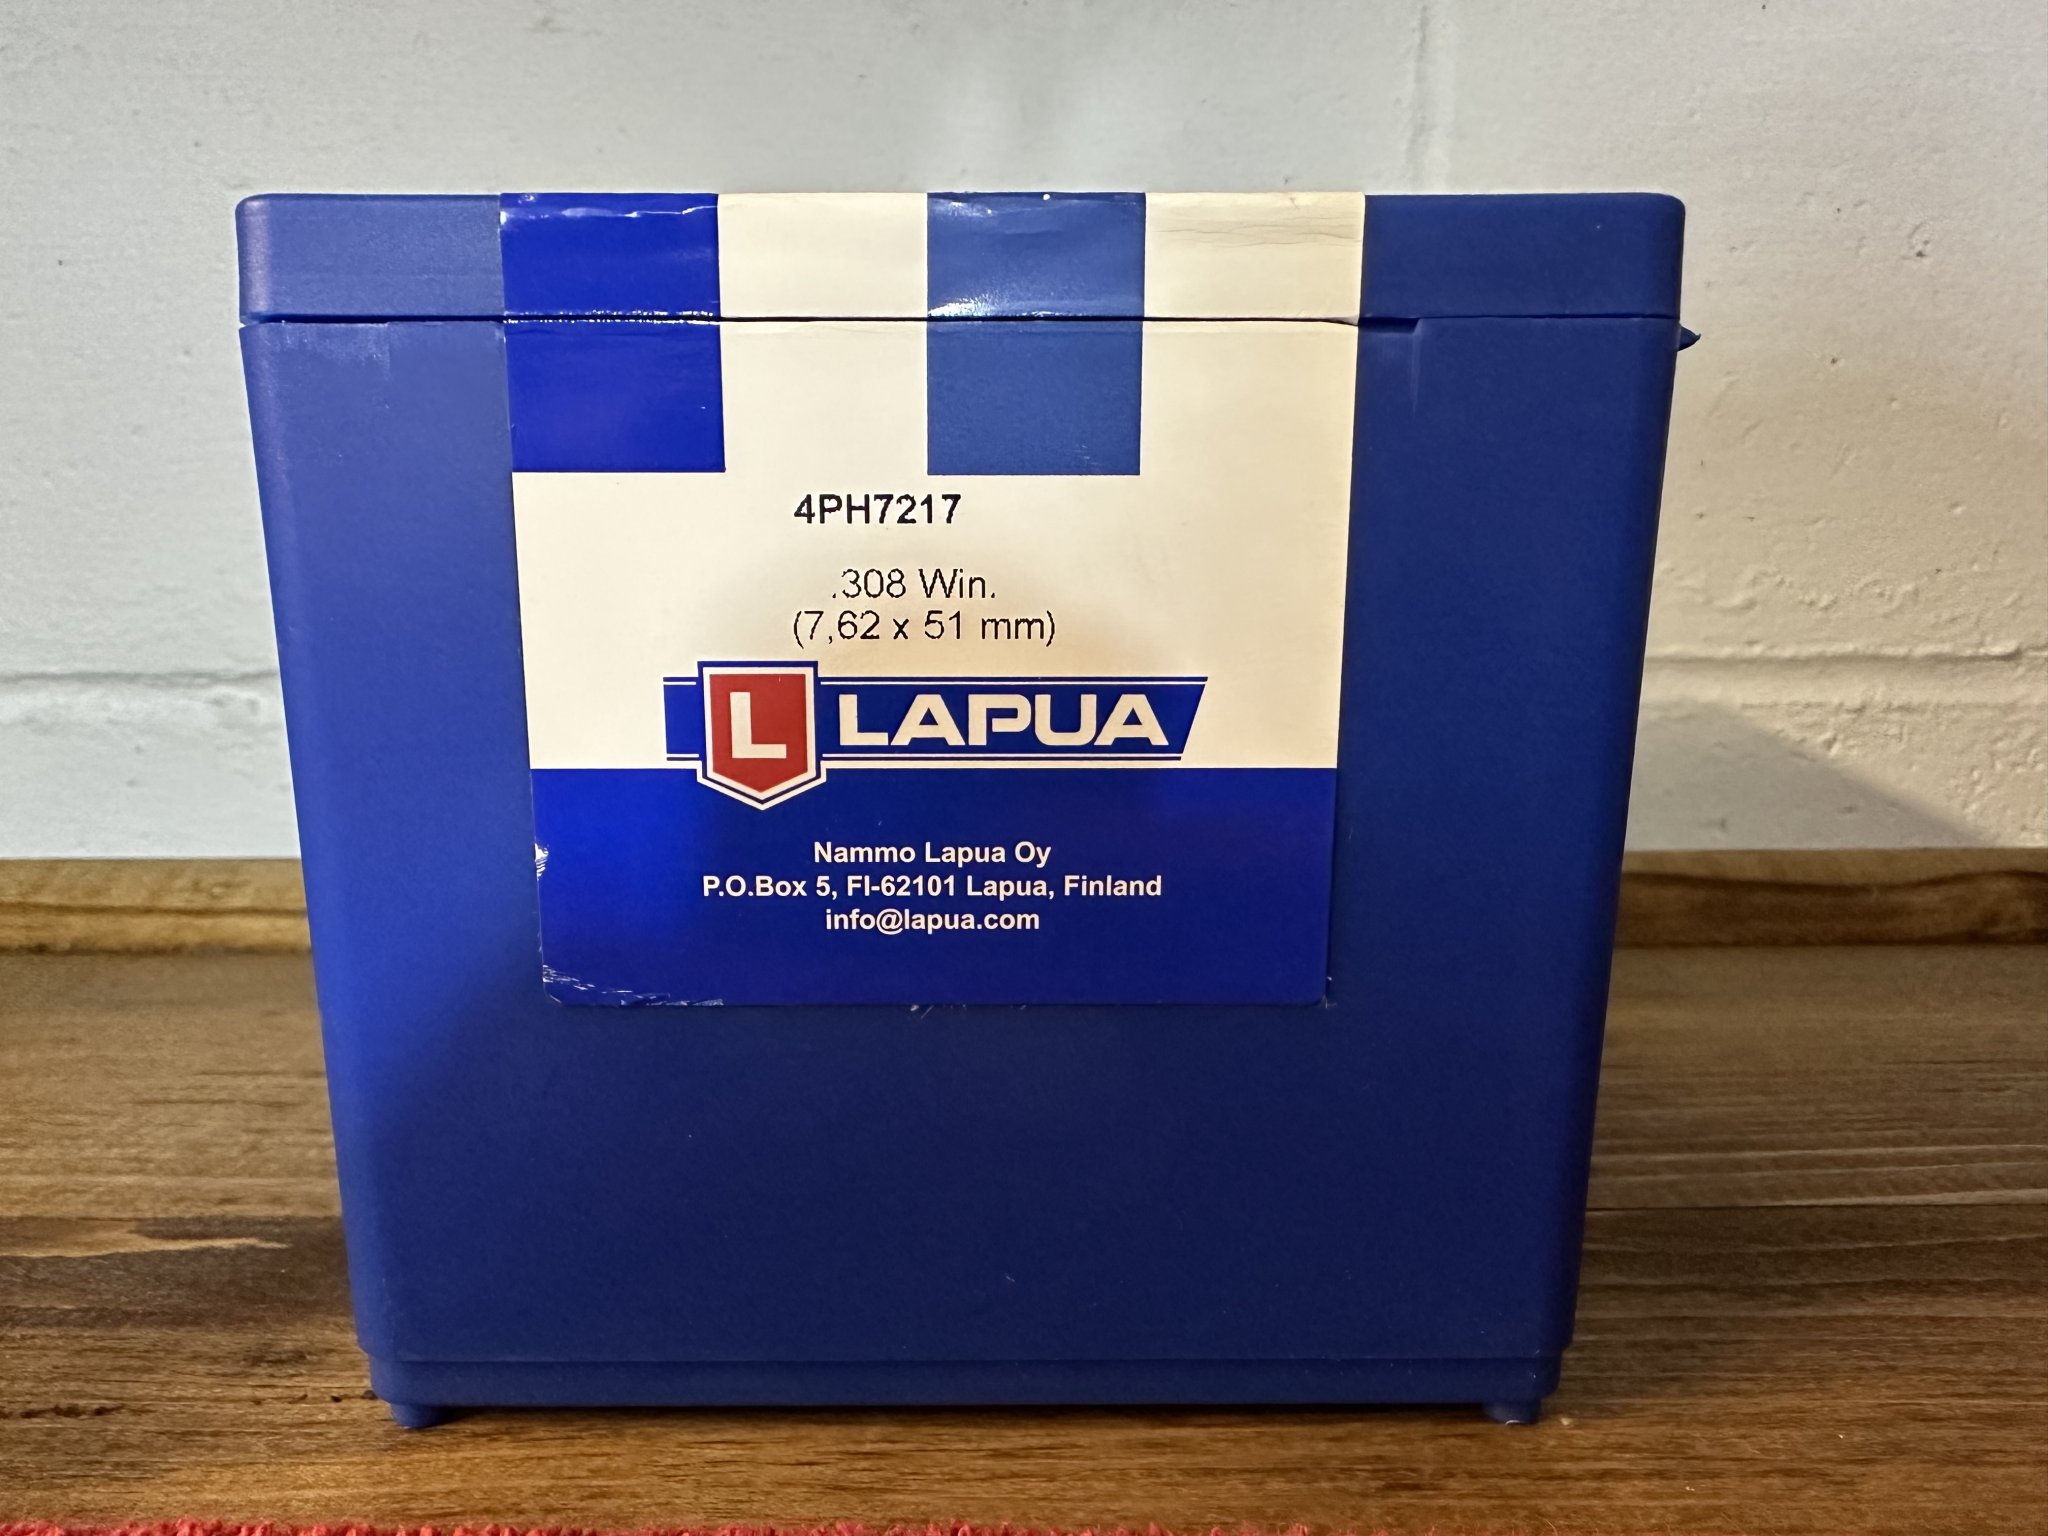 4PH7217
.308 Win.
(7,62 x 51 mm)
L LAPUA
Nammo Lapua Oy
P.O.Box 5, FI-62101 Lapua, Finland
info@lapua.com